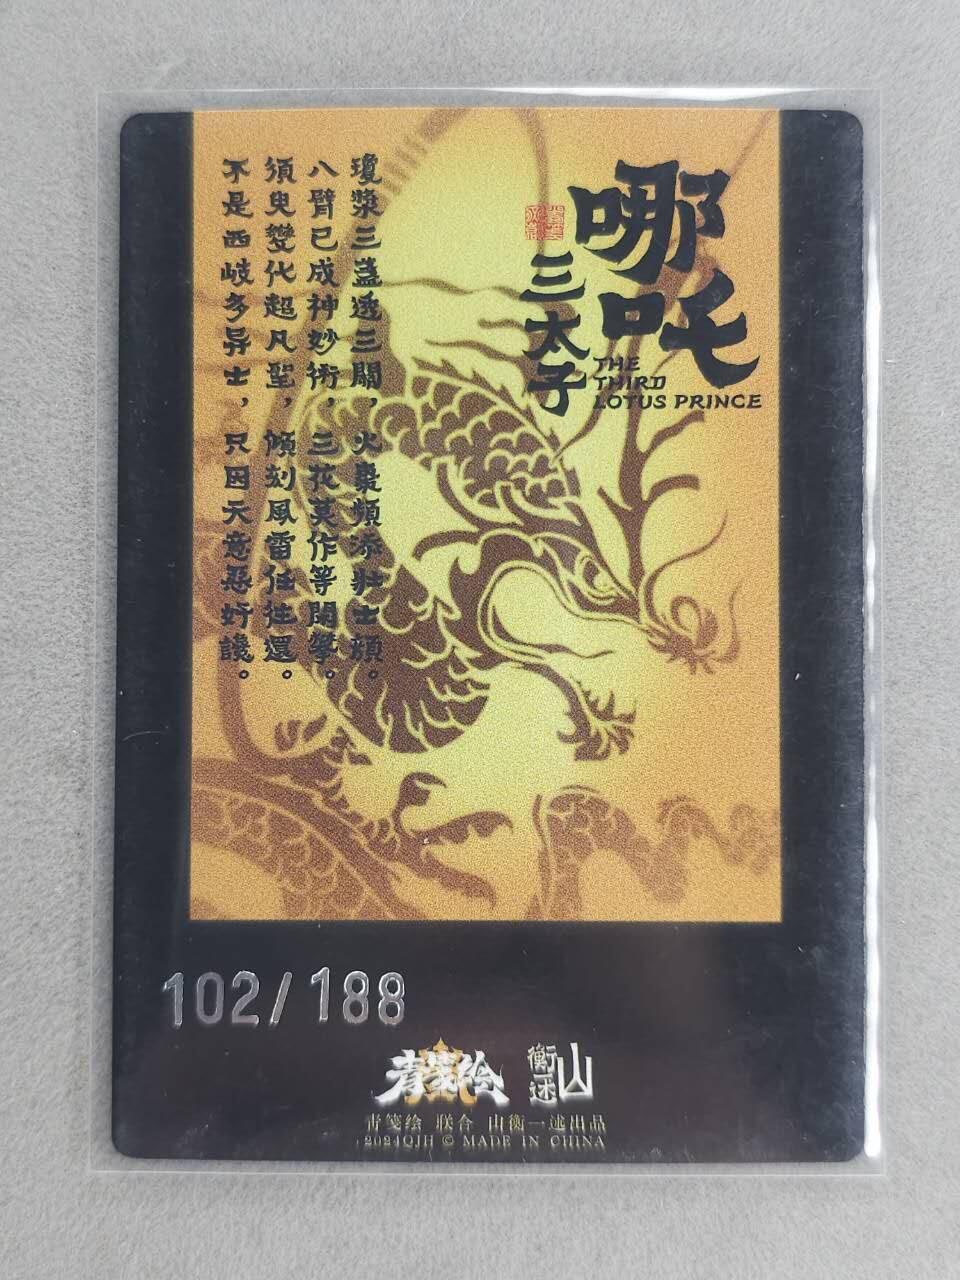 哪吒
三太子
THE
THIRD
LOTUS PRINCE
瓊漿三盞透三關，火棗頻添壯士顏。
八臂已成神妙術，三花莫作等閒攀。
須臾變化超凡聖，傾刻風雷任往還。
不是西岐多异士，只因天意惡奸讒。
102/188
青箋绘
山衡一述
青笺绘 联合 山衡一述出品
2024QJH © MADE IN CHINA